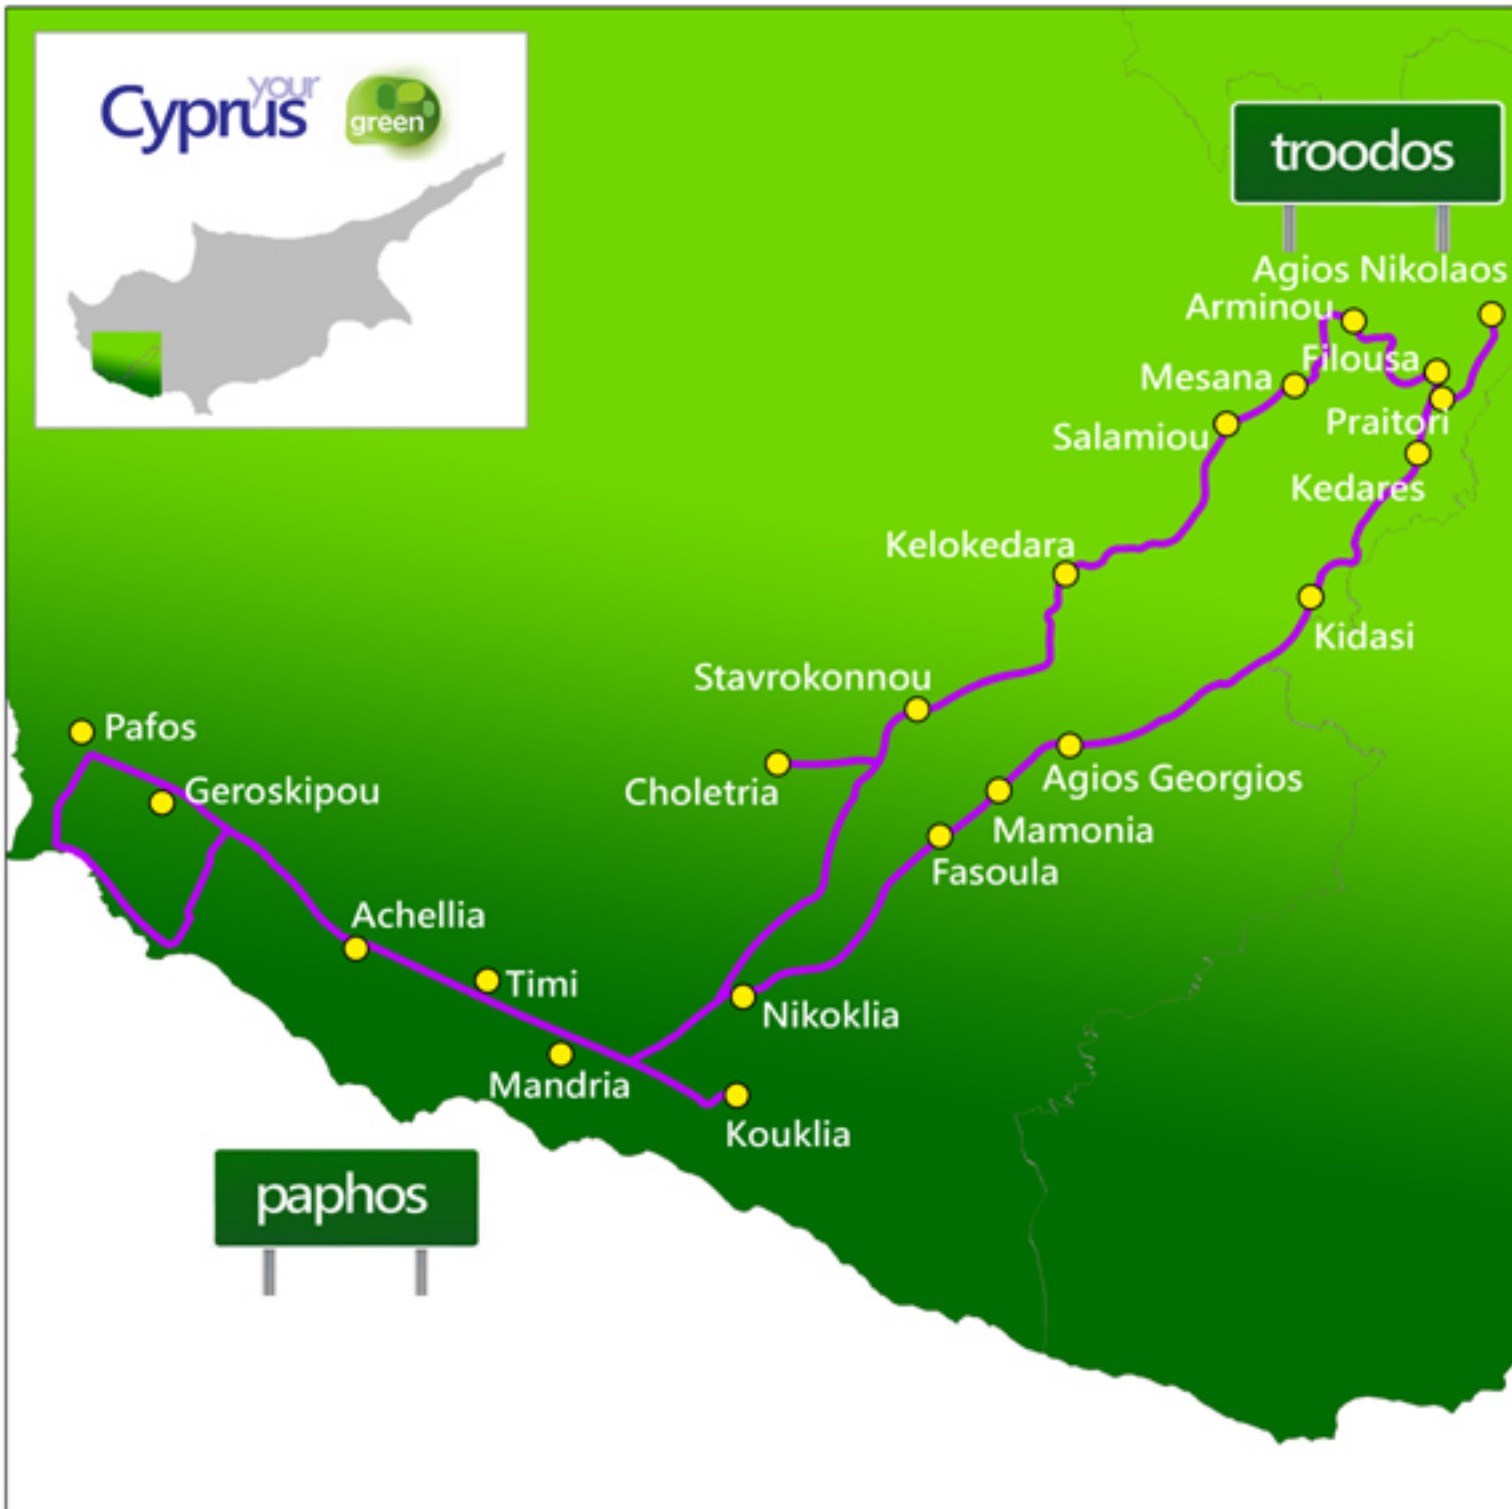 your
Cyprus
green
troodos
Agios Nikolaos
Arminou
Filousa
Mesana
Praitori
Salamiou
Kedares
Kelokedara
Kidasi
Stavrokonnou
Pafos
Agios Georgios
Geroskipou
Choletria
Mamonia
Fasoula
Achellia
Timi
Nikoklia
Mandria
Kouklia
paphos